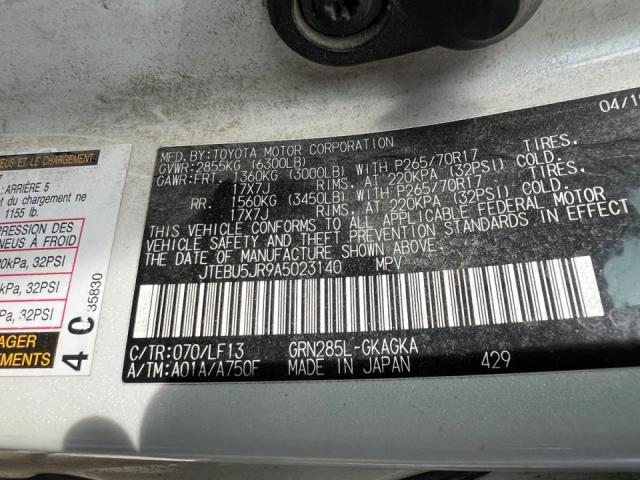 04/1
MFD.BY:TOYOTA MOTOR CORPORATION
GVWR:2855KG (6300LB)
GAWR:FRT. 1360KG (3000LB) WITH P265/70R17 TIRES.
17X7J RIMS, AT 220KPA (32PSI) COLD.
RR. 1560KG (3450LB) WITH P265/70R17 TIRES.
17X7J RIMS, AT 220KPA (32PSI) COLD.
THIS VEHICLE CONFORMS TO ALL APPLICABLE FEDERAL MOTOR
VEHICLE SAFETY AND THEFT PREVENTION STANDARDS IN EFFECT
ON THE DATE OF MANUFACTURE SHOWN ABOVE.
JTEBU5JR9A5023140 MPV
C/TR:070/LF13 GRN285L-GKAGKA
A/TM:A01A/A750F MADE IN JAPAN 429
EUS ET LE CHARGEMENT
7
: ARRIÈRE 5
t du chargement ne
1155 lb.
PRESSION DES
NEUS À FROID
0kPa, 32PSI
kPa, 32PSI
Pa, 32PSI
AGER
EMENTS
4C
35830